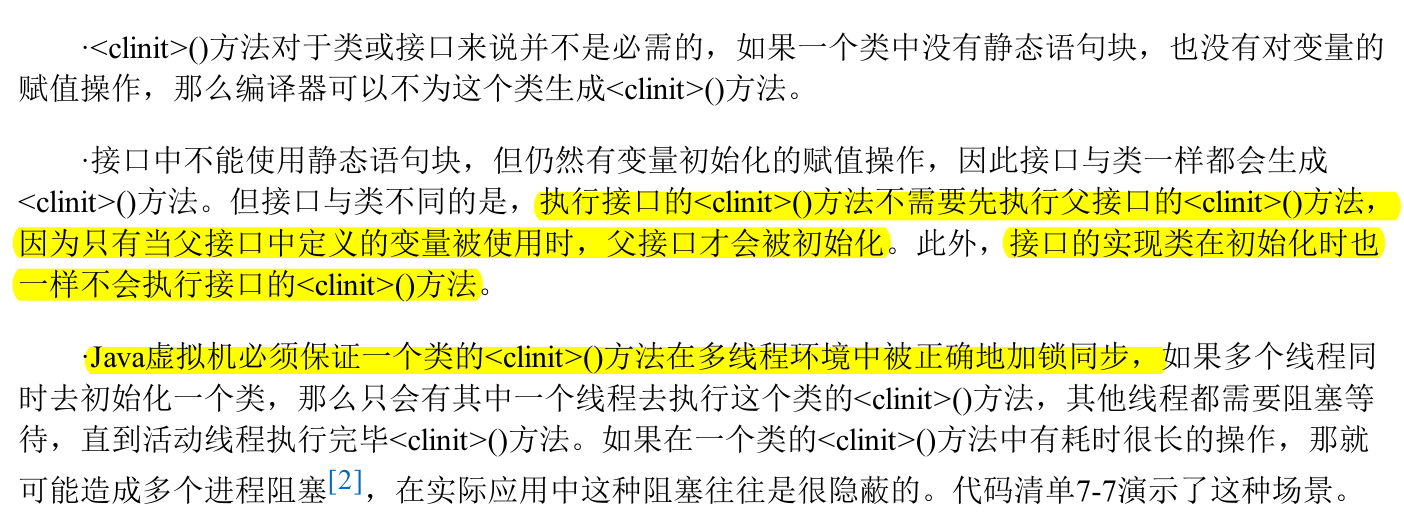 ·<clinit>()方法对于类或接口来说并不是必需的，如果一个类中没有静态语句块，也没有对变量的
赋值操作，那么编译器可以不为这个类生成<clinit>()方法。
·接口中不能使用静态语句块，但仍然有变量初始化的赋值操作，因此接口与类一样都会生成
<clinit>()方法。但接口与类不同的是，执行接口的<clinit>()方法不需要先执行父接口的<clinit>()方法，
因为只有当父接口中定义的变量被使用时，父接口才会被初始化。此外，接口的实现类在初始化时也
一样不会执行接口的<clinit>()方法。
·Java虚拟机必须保证一个类的<clinit>()方法在多线程环境中被正确地加锁同步，如果多个线程同
时去初始化一个类，那么只会有其中一个线程去执行这个类的<clinit>()方法，其他线程都需要阻塞等
待，直到活动线程执行完毕<clinit>()方法。如果在一个类的<clinit>()方法中有耗时很长的操作，那就
可能造成多个进程阻塞[2]，在实际应用中这种阻塞往往是很隐蔽的。代码清单7-7演示了这种场景。